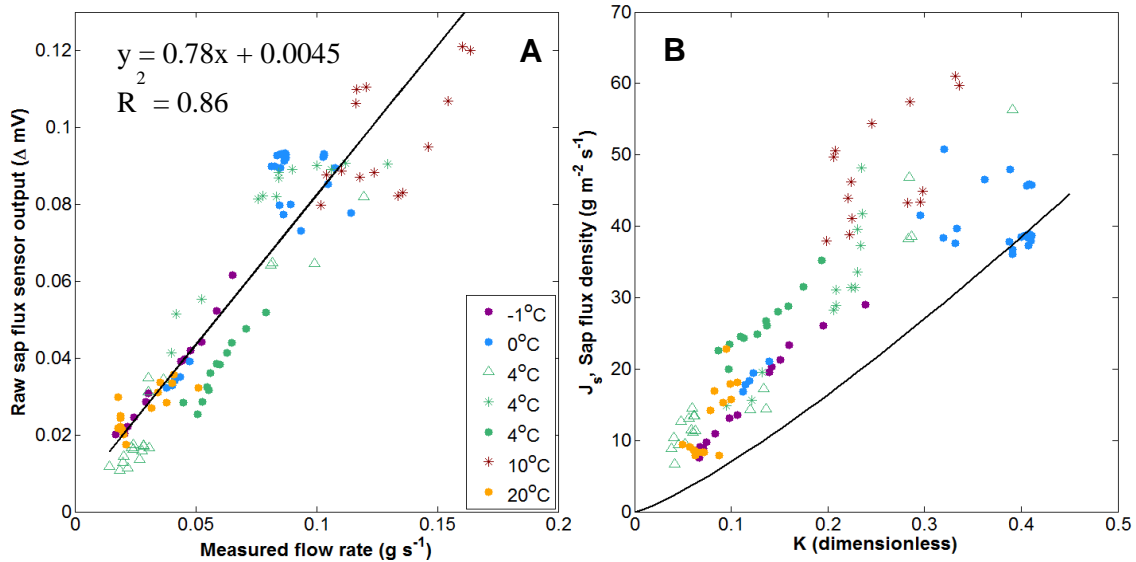 A
y = 0.78x + 0.0045
R² = 0.86
Raw sap flux sensor output (Δ mV)
0.12
0.1
0.08
0.06
0.04
0.02
0
-1°C
0°C
4°C
4°C
4°C
10°C
20°C
0
0.05
0.1
0.15
0.2
Measured flow rate (g s⁻¹)
B
Jₛ, Sap flux density (g m⁻² s⁻¹)
70
60
50
40
30
20
10
0
0
0.1
0.2
0.3
0.4
0.5
K (dimensionless)